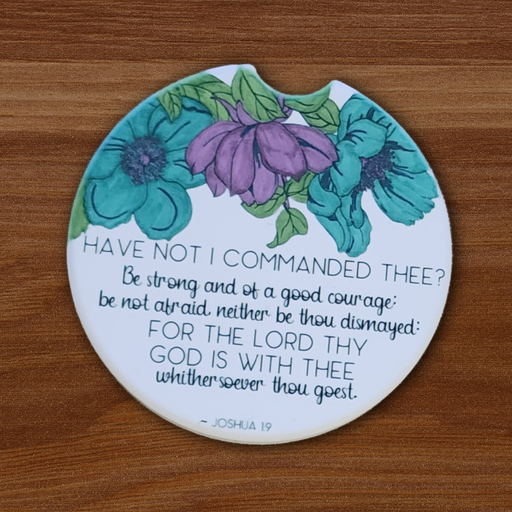 HAVE NOT I COMMANDED THEE?
Be strong and of a good courage;
be not afraid, neither be thou dismayed:
FOR THE LORD THY
GOD IS WITH THEE
whithersoever thou goest.
~ JOSHUA 1:9